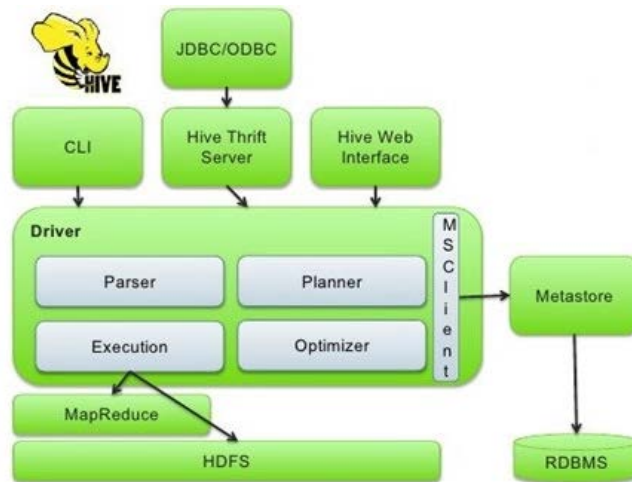 HIVE
JDBC/ODBC
CLI
Hive Thrift
Server
Hive Web
Interface
Driver
MSClient
Parser
Planner
Execution
Optimizer
Metastore
MapReduce
HDFS
RDBMS